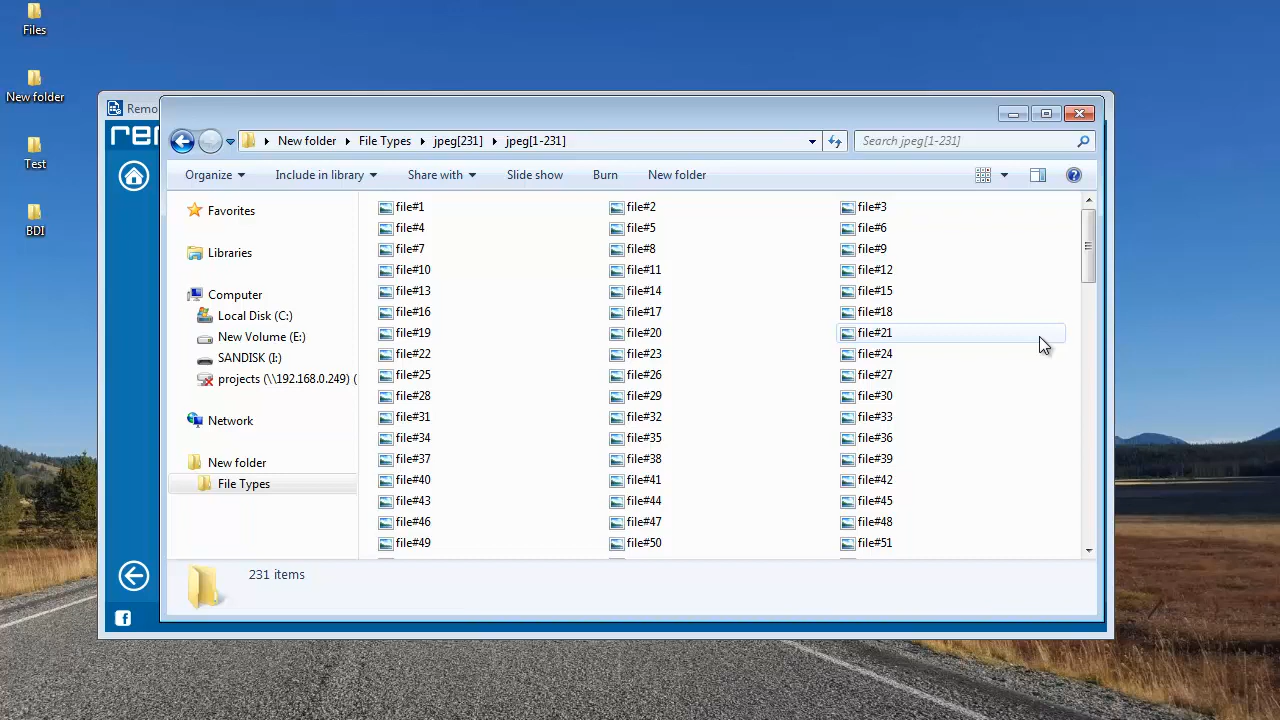 Files
New folder
Test
BDI
Remo
rem
New folder File Types jpeg[231] jpeg[1-231]
Search jpeg[1-231]
Organize Include in library Share with Slide show Burn New folder
Favorites
Libraries
Computer
Local Disk (C:)
New Volume (E:)
SANDISK (I:)
projects (\\192.168.0.249) (
Network
New folder
File Types
file#1 file#2 file#3
file#4 file#5 file#6
file#7 file#8 file#9
file#10 file#11 file#12
file#13 file#14 file#15
file#16 file#17 file#18
file#19 file#20 file#21
file#22 file#23 file#24
file#25 file#26 file#27
file#28 file#29 file#30
file#31 file#32 file#33
file#34 file#35 file#36
file#37 file#38 file#39
file#40 file#41 file#42
file#43 file#44 file#45
file#46 file#47 file#48
file#49 file#50 file#51
231 items